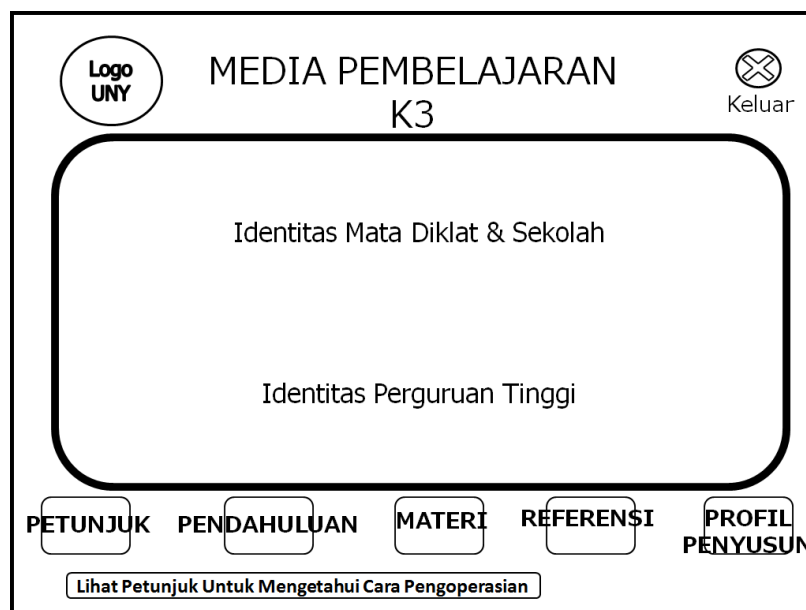 Logo
UNY
MEDIA PEMBELAJARAN
K3
Keluar
Identitas Mata Diklat & Sekolah
Identitas Perguruan Tinggi
PETUNJUK
PENDAHULUAN
MATERI
REFERENSI
PROFIL
PENYUSUN
Lihat Petunjuk Untuk Mengetahui Cara Pengoperasian